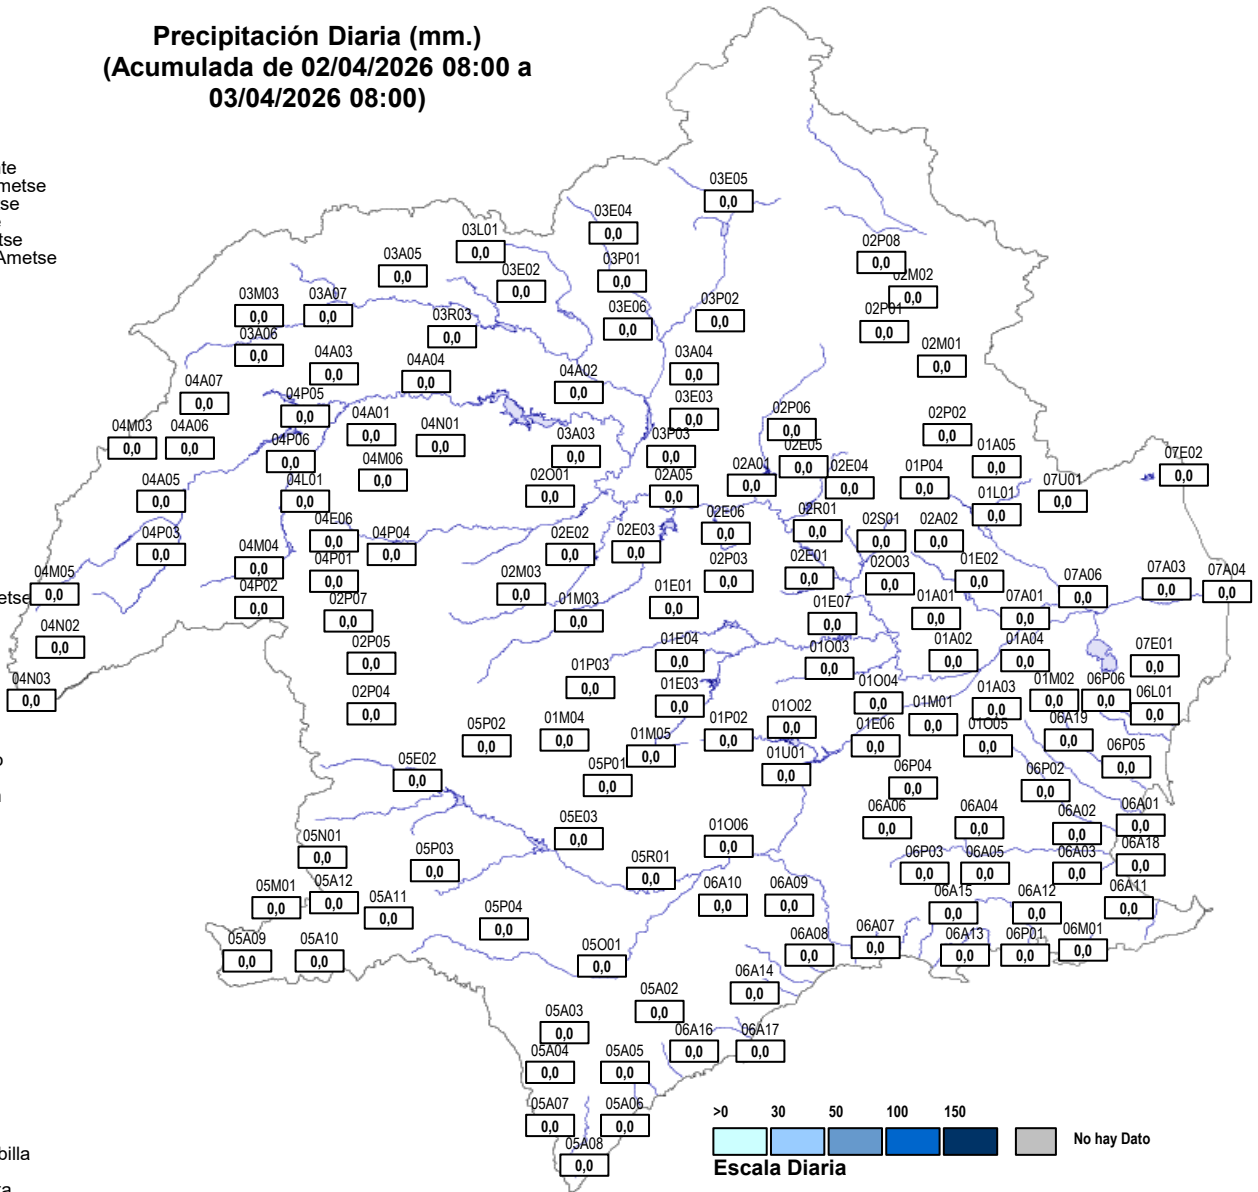 Precipitación Diaria (mm.)
(Acumulada de 02/04/2026 08:00 a
03/04/2026 08:00)
03E05
0,0
03E04
0,0
03L01
0,0
03P01
0,0
03A05
0,0
03E02
0,0
02P08
0,0
02M02
0,0
03M03
0,0
03A07
0,0
03E06
0,0
03P02
0,0
02P01
0,0
03R03
0,0
03A06
0,0
04A03
0,0
04A04
0,0
04A02
0,0
03A04
0,0
02M01
0,0
04A07
0,0
04P05
0,0
03E03
0,0
04M03
0,0
04A06
0,0
04A01
0,0
04N01
0,0
02P06
0,0
02P02
0,0
04P06
0,0
03A03
0,0
03P03
0,0
02E05
0,0
01A05
0,0
07E02
0,0
04M06
0,0
02A01
0,0
02E04
0,0
01P04
0,0
04A05
0,0
04L01
0,0
02O01
0,0
02A05
0,0
07U01
0,0
01L01
0,0
04E06
0,0
04P04
0,0
02E06
0,0
02R01
0,0
02S01
0,0
02A02
0,0
04P03
0,0
02E02
0,0
02E03
0,0
04M04
0,0
04P01
0,0
02P03
0,0
02E01
0,0
02O03
0,0
01E02
0,0
04M05
0,0
04P02
0,0
02M03
0,0
01E01
0,0
07A06
0,0
07A03
0,0
07A04
0,0
02P07
0,0
01M03
0,0
01E07
0,0
01A01
0,0
07A01
0,0
04N02
0,0
02P05
0,0
01E04
0,0
01O03
0,0
01A02
0,0
01A04
0,0
07E01
0,0
04N03
0,0
02P04
0,0
01P03
0,0
01E03
0,0
01O04
0,0
01M01
0,0
01A03
0,0
01M02
0,0
06P06
0,0
06L01
0,0
05P02
0,0
01M04
0,0
01M05
0,0
01P02
0,0
01O02
0,0
01E06
0,0
01O05
0,0
06A19
0,0
06P05
0,0
05E02
0,0
05P01
0,0
01U01
0,0
06P04
0,0
06P02
0,0
05E03
0,0
01O06
0,0
06A06
0,0
06A04
0,0
06A02
0,0
06A01
0,0
05N01
0,0
05P03
0,0
05R01
0,0
06P03
0,0
06A05
0,0
06A03
0,0
06A18
0,0
05M01
0,0
05A12
0,0
05A11
0,0
06A10
0,0
06A09
0,0
06A15
0,0
06A12
0,0
06A11
0,0
05P04
0,0
05A09
0,0
05A10
0,0
05O01
0,0
06A08
0,0
06A07
0,0
06A13
0,0
06P01
0,0
06M01
0,0
06A14
0,0
05A02
0,0
05A03
0,0
06A16
0,0
06A17
0,0
05A04
0,0
05A05
0,0
05A07
0,0
05A06
0,0
05A08
0,0
>0 30 50 100 150
No hay Dato
Escala Diaria